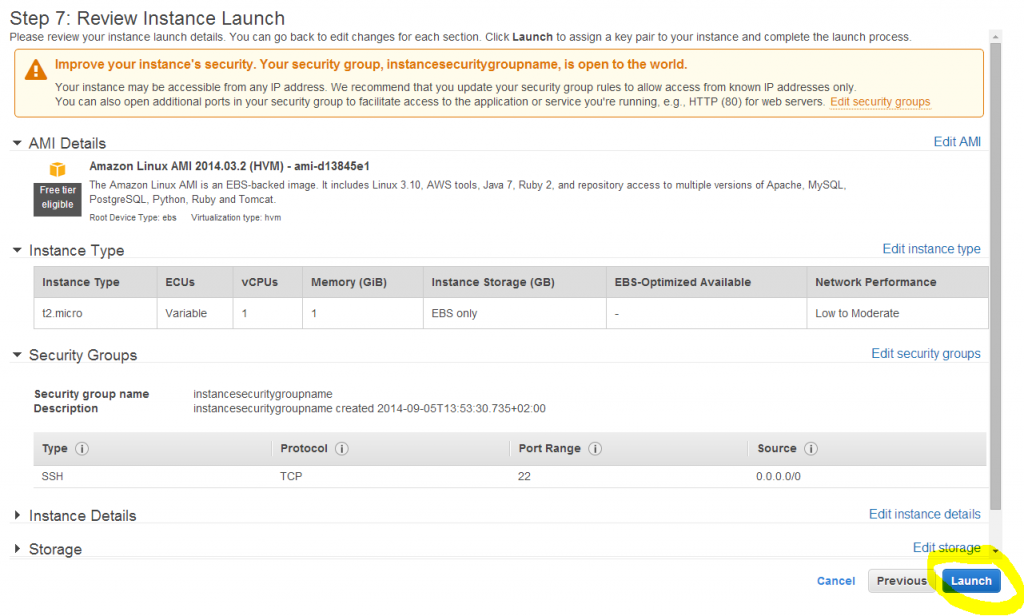 Step 7: Review Instance Launch
Please review your instance launch details. You can go back to edit changes for each section. Click Launch to assign a key pair to your instance and complete the launch process.
Improve your instance's security. Your security group, instancesecuritygroupname, is open to the world.
Your instance may be accessible from any IP address. We recommend that you update your security group rules to allow access from known IP addresses only.
You can also open additional ports in your security group to facilitate access to the application or service you're running, e.g., HTTP (80) for web servers. Edit security groups
AMI Details Edit AMI
Amazon Linux AMI 2014.03.2 (HVM) - ami-d13845e1
Free tier
eligible
The Amazon Linux AMI is an EBS-backed image. It includes Linux 3.10, AWS tools, Java 7, Ruby 2, and repository access to multiple versions of Apache, MySQL,
PostgreSQL, Python, Ruby and Tomcat.
Root Device Type: ebs Virtualization type: hvm
Instance Type Edit instance type
Instance Type ECUs vCPUs Memory (GiB) Instance Storage (GB) EBS-Optimized Available Network Performance
t2.micro Variable 1 1 EBS only - Low to Moderate
Security Groups Edit security groups
Security group name instancesecuritygroupname
Description instancesecuritygroupname created 2014-09-05T13:53:30.735+02:00
Type Protocol Port Range Source
SSH TCP 22 0.0.0.0/0
Instance Details Edit instance details
Storage Edit storage
Cancel Previous Launch